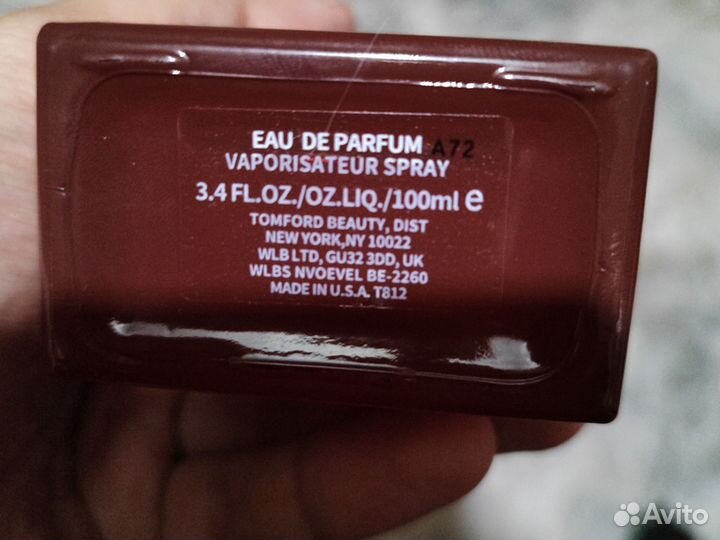 EAU DE PARFUM A72
VAPORISATEUR SPRAY
3.4 FL.OZ./OZ.LIQ./100ml e
TOMFORD BEAUTY, DIST
NEW YORK,NY 10022
WLB LTD, GU32 3DD, UK
WLBS NVOEVEL BE-2260
MADE IN U.S.A. T812
Avito